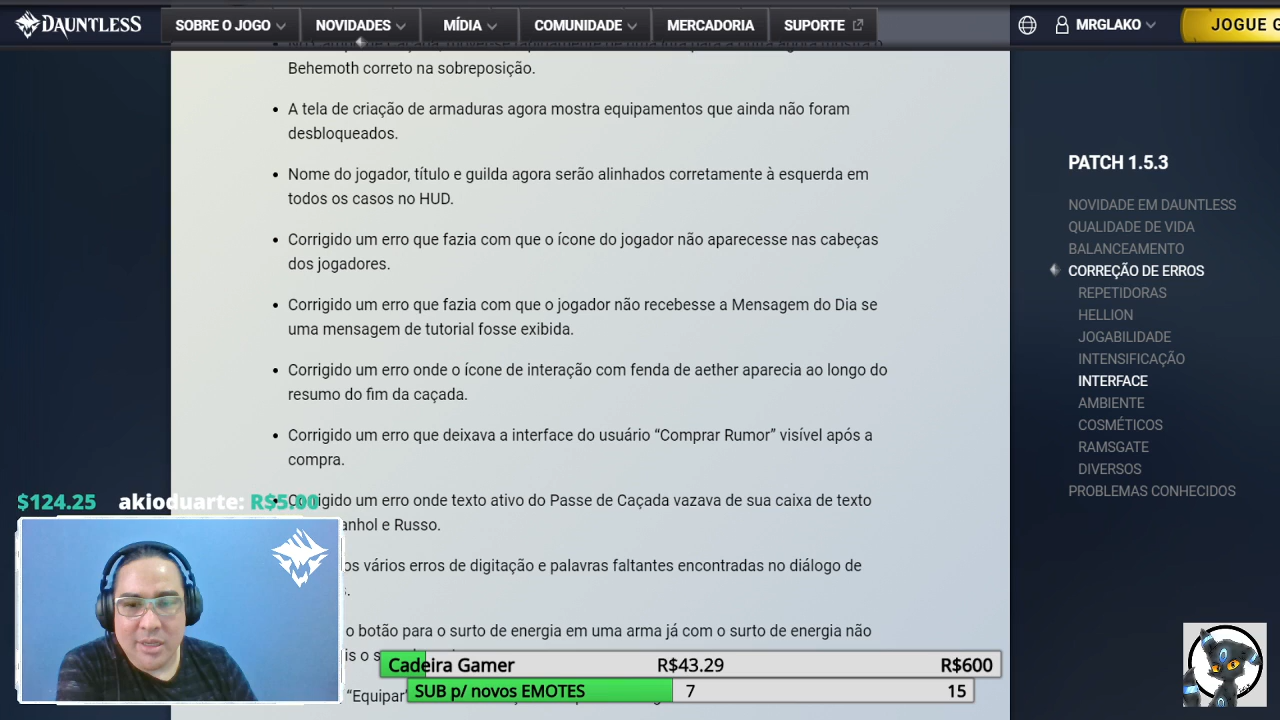 DAUNTLESS
SOBRE O JOGO
NOVIDADES
MÍDIA
COMUNIDADE
MERCADORIA
SUPORTE
MRGLAKO
JOGUE G
Behemoth correto na sobreposição.
A tela de criação de armaduras agora mostra equipamentos que ainda não foram
desbloqueados.
Nome do jogador, título e guilda agora serão alinhados corretamente à esquerda em
todos os casos no HUD.
Corrigido um erro que fazia com que o ícone do jogador não aparecesse nas cabeças
dos jogadores.
Corrigido um erro que fazia com que o jogador não recebesse a Mensagem do Dia se
uma mensagem de tutorial fosse exibida.
Corrigido um erro onde o ícone de interação com fenda de aether aparecia ao longo do
resumo do fim da caçada.
Corrigido um erro que deixava a interface do usuário “Comprar Rumor” visível após a
compra.
Corrigido um erro onde texto ativo do Passe de Caçada vazava de sua caixa de texto
anhol e Russo.
os vários erros de digitação e palavras faltantes encontradas no diálogo de
s.
o botão para o surto de energia em uma arma já com o surto de energia não
“Equipar”
PATCH 1.5.3
NOVIDADE EM DAUNTLESS
QUALIDADE DE VIDA
BALANCEAMENTO
CORREÇÃO DE ERROS
REPETIDORAS
HELLION
JOGABILIDADE
INTENSIFICAÇÃO
INTERFACE
AMBIENTE
COSMÉTICOS
RAMSGATE
DIVERSOS
PROBLEMAS CONHECIDOS
$124.25 akioduarte: R$5.00
Cadeira Gamer R$43.29 R$600
SUB p/ novos EMOTES 7 15